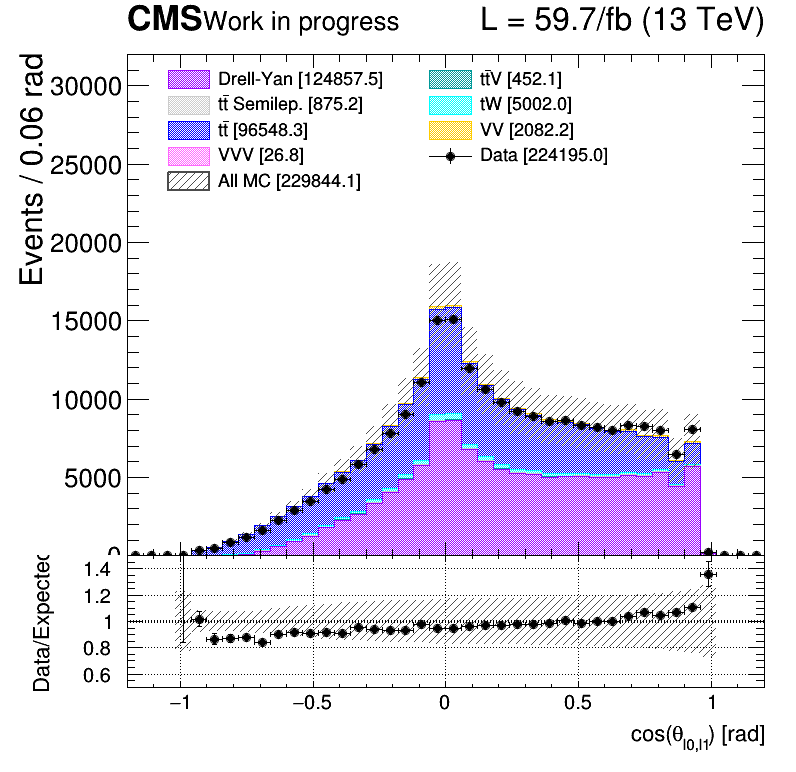 CMS Work in progress L = 59.7/fb (13 TeV)
Events / 0.06 rad
30000
25000
20000
15000
10000
5000
0
Drell-Yan [124857.5]
tt̄ Semilep. [875.2]
tt̄ [96548.3]
VVV [26.8]
All MC [229844.1]
tt̄V [452.1]
tW [5002.0]
VV [2082.2]
Data [224195.0]
Data/Expected
1.4
1.2
1
0.8
0.6
−1 −0.5 0 0.5 1
cos(θl0,l1) [rad]